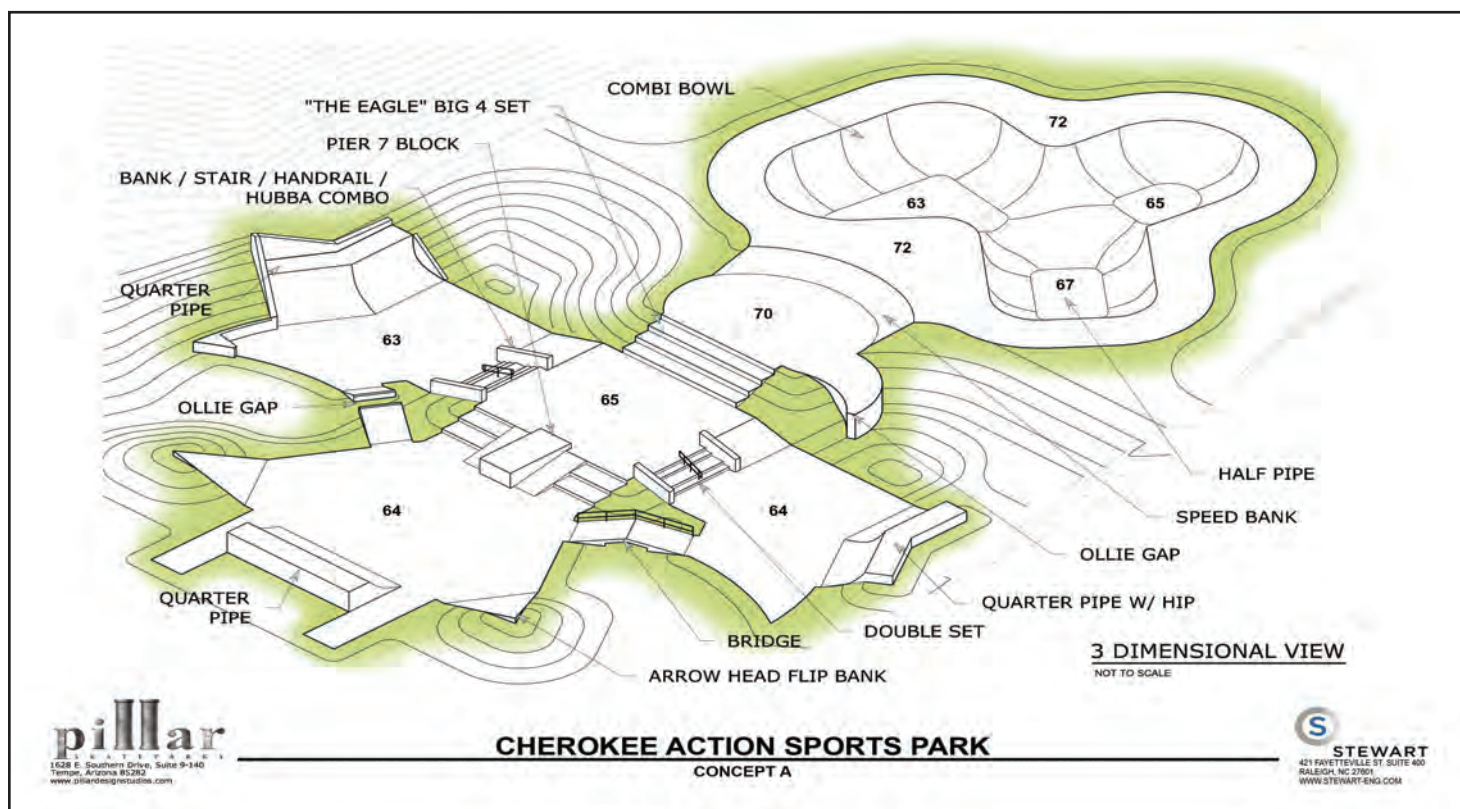 "THE EAGLE" BIG 4 SET
PIER 7 BLOCK
BANK / STAIR / HANDRAIL /
HUBBA COMBO
COMBI BOWL
72
63
65
72
67
70
QUARTER
PIPE
63
65
OLLIE GAP
64
64
HALF PIPE
SPEED BANK
OLLIE GAP
QUARTER PIPE W/ HIP
QUARTER
PIPE
DOUBLE SET
BRIDGE
ARROW HEAD FLIP BANK
3 DIMENSIONAL VIEW
NOT TO SCALE
pillar
SKATEPARKS
1628 E. Southern Drive, Suite 9-140
Tempe, Arizona 85282
www.pillardesignstudios.com
CHEROKEE ACTION SPORTS PARK
CONCEPT A
S
STEWART
421 FAYETTEVILLE ST. SUITE 400
RALEIGH, NC 27601
WWW.STEWART-ENG.COM